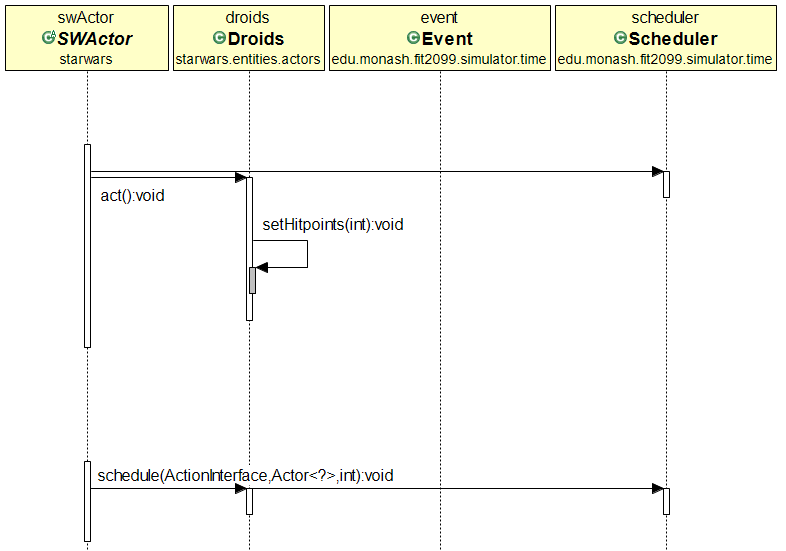 swActor
SWActor
starwars
droids
Droids
starwars.entities.actors
event
Event
edu.monash.fit2099.simulator.time
scheduler
Scheduler
edu.monash.fit2099.simulator.time
act():void
setHitpoints(int):void
schedule(ActionInterface,Actor<?>,int):void